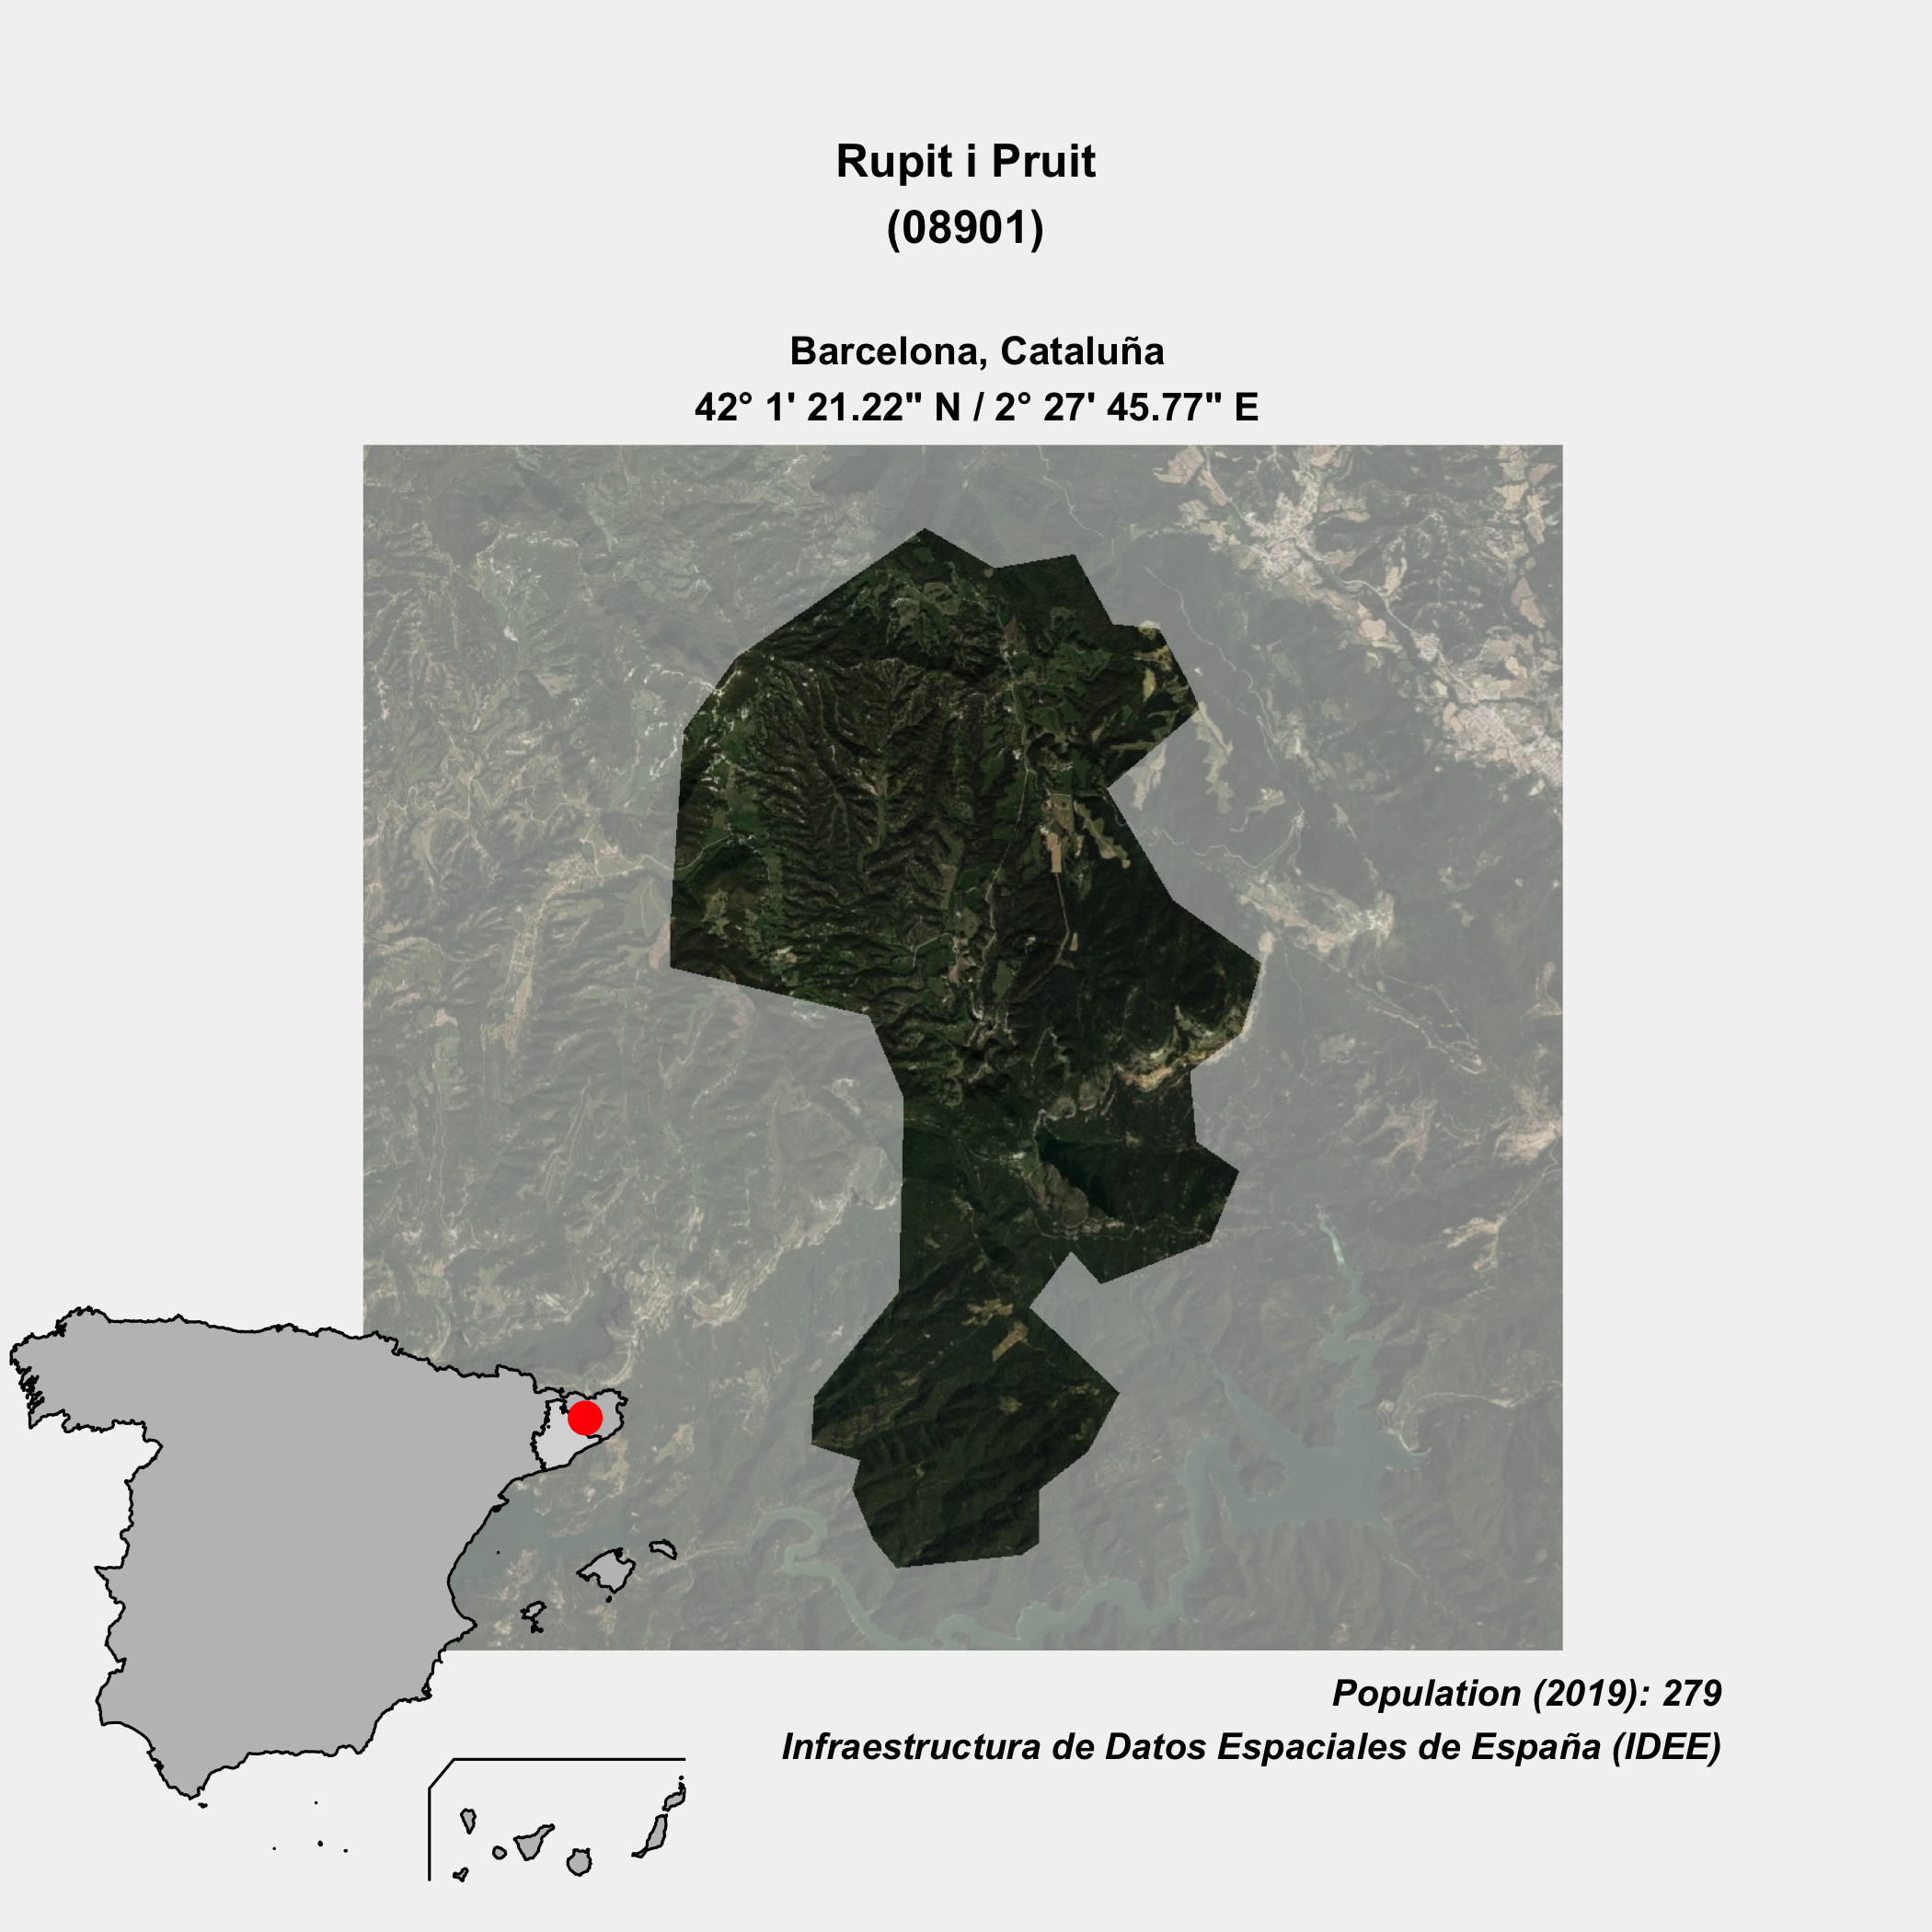 Rupit i Pruit
(08901)
Barcelona, Cataluña
42° 1' 21.22" N / 2° 27' 45.77" E
Population (2019): 279
Infraestructura de Datos Espaciales de España (IDEE)